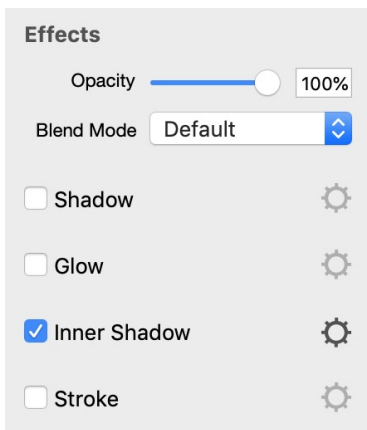 Effects
Opacity 100%
Blend Mode Default
Shadow
Glow
Inner Shadow
Stroke